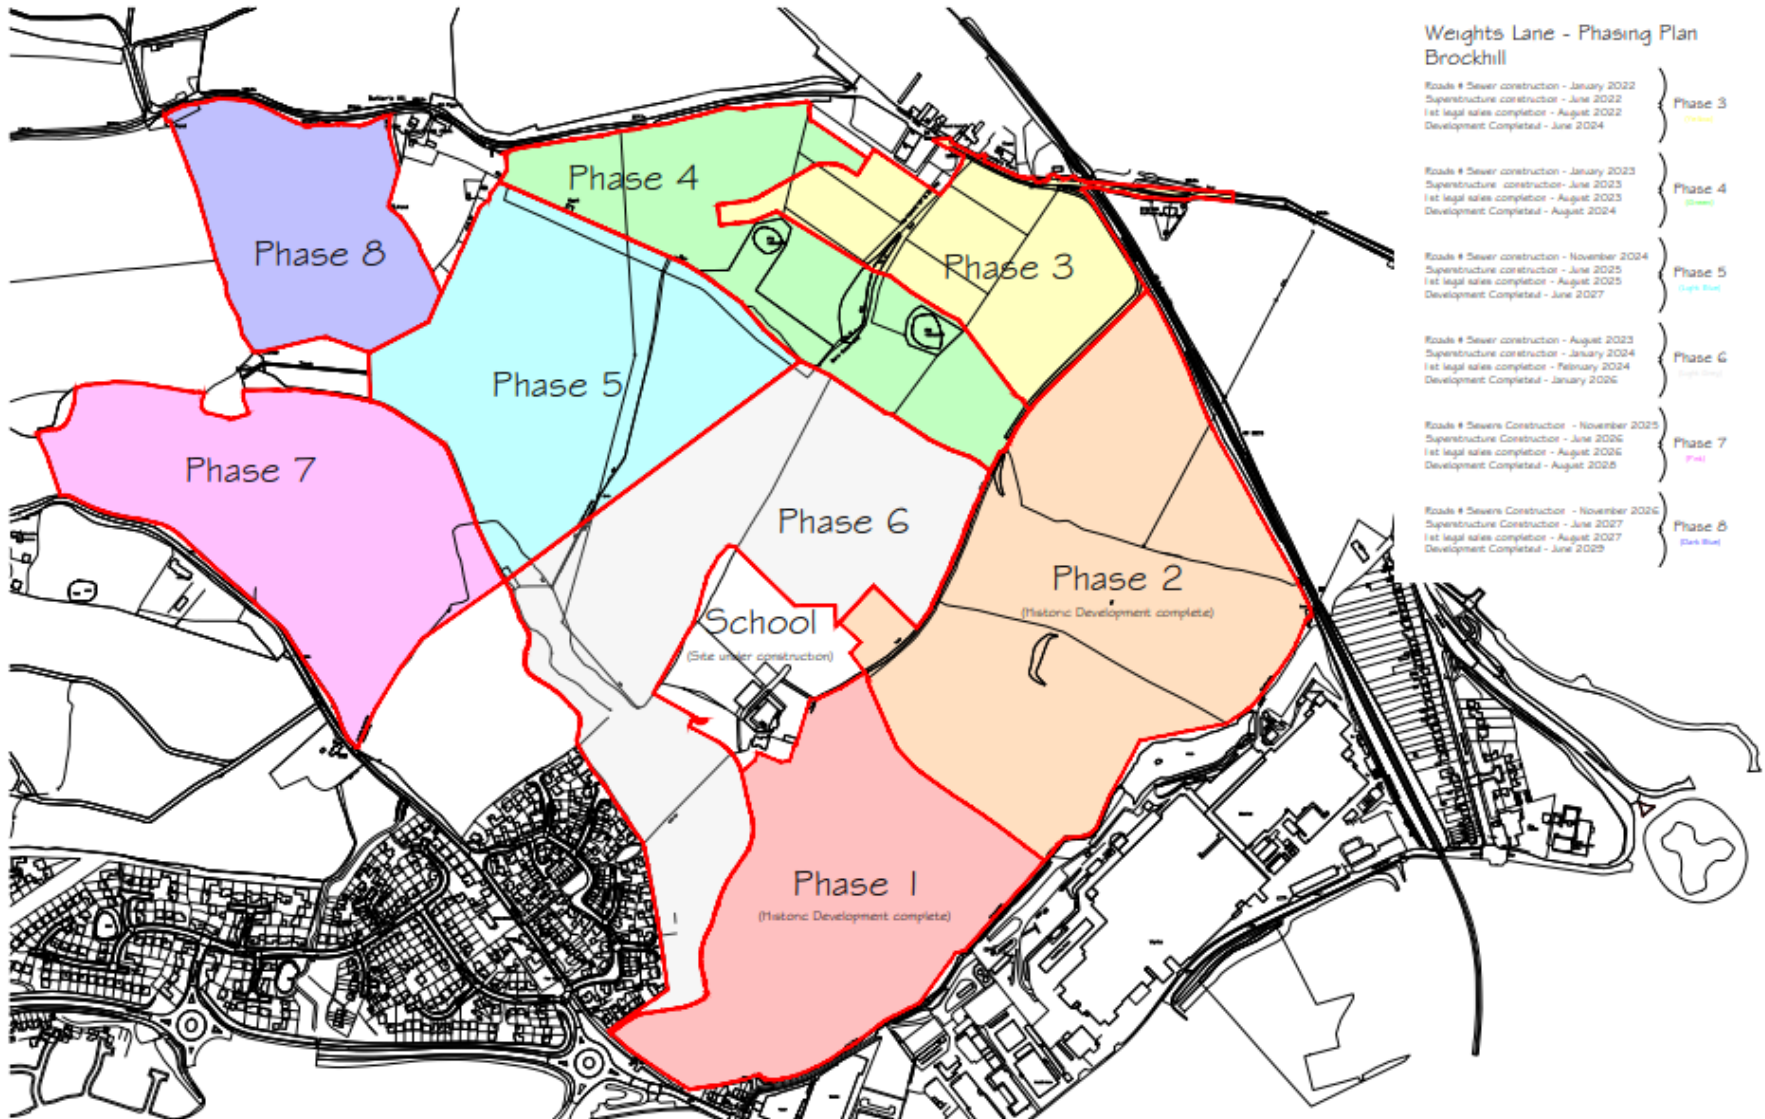 Weights Lane - Phasing Plan
Brockhill
Roads # Sewer construction - January 2022
Superstructure construction - June 2022
1st legal sales completion - August 2022
Development Completed - June 2024
Phase 3
Roads # Sewer construction - January 2023
Superstructure construction- June 2023
1st legal sales completion - August 2023
Development Completed - August 2024
Phase 4
(Green)
Roads # Sewer construction - November 2024
Superstructure construction - June 2025
1st legal sales completion - August 2025
Development Completed - June 2027
Phase 5
(Light Blue)
Roads # Sewer construction - August 2023
Superstructure construction - January 2024
1st legal sales completion - February 2024
Development Completed - January 2026
Phase 6
(Light Grey)
Roads # Sewers Construction - November 2025
Superstructure Construction - June 2026
1st legal sales completion - August 2026
Development Completed - August 2028
Phase 7
(Pink)
Roads # Sewers Construction - November 2026
Superstructure Construction - June 2027
1st legal sales completion - August 2027
Development Completed - June 2029
Phase 8
(Dark Blue)
Phase 4
Phase 8
Phase 3
Phase 5
Phase 7
Phase 6
Phase 2
(Historic Development complete)
School
(Site under construction)
Phase 1
(Historic Development complete)